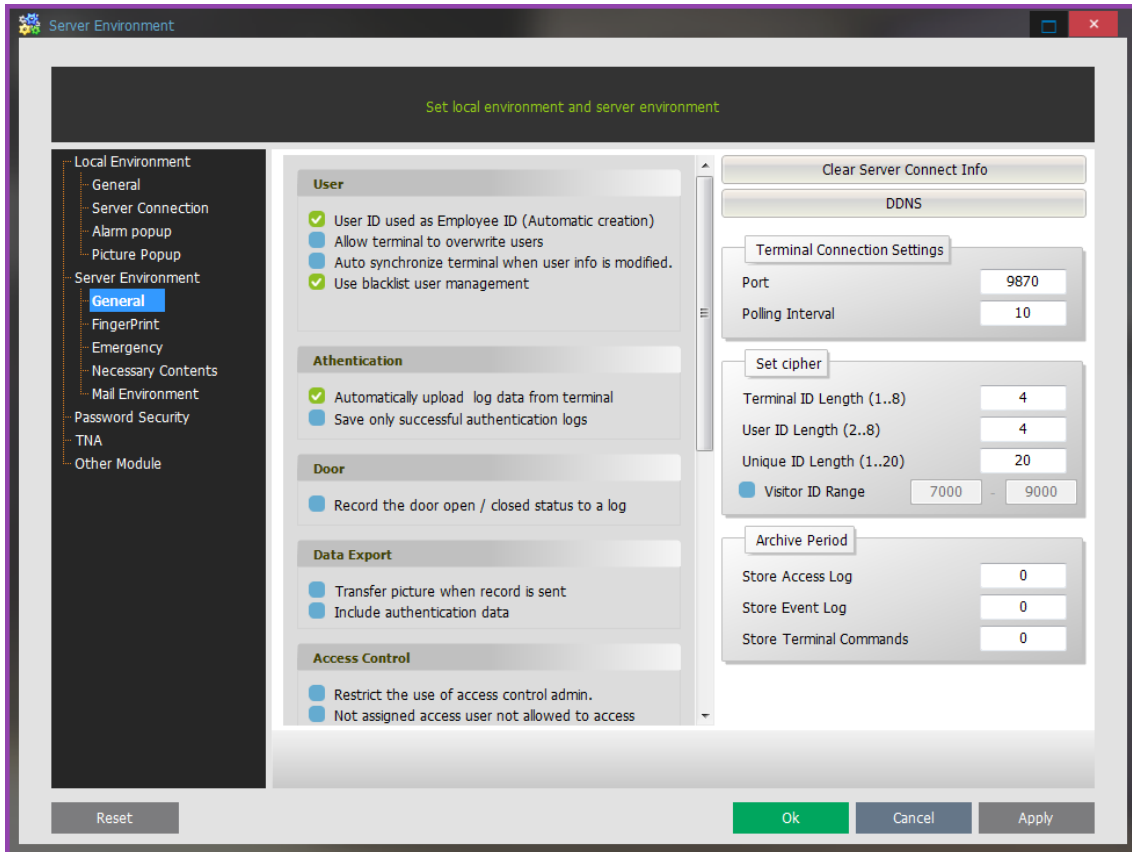 Server Environment
Set local environment and server environment
Local Environment
General
Server Connection
Alarm popup
Picture Popup
Server Environment
General
FingerPrint
Emergency
Necessary Contents
Mail Environment
Password Security
TNA
Other Module
User
User ID used as Employee ID (Automatic creation)
Allow terminal to overwrite users
Auto synchronize terminal when user info is modified.
Use blacklist user management
Athentication
Automatically upload log data from terminal
Save only successful authentication logs
Door
Record the door open / closed status to a log
Data Export
Transfer picture when record is sent
Include authentication data
Access Control
Restrict the use of access control admin.
Not assigned access user not allowed to access
Clear Server Connect Info
DDNS
Terminal Connection Settings
Port 9870
Polling Interval 10
Set cipher
Terminal ID Length (1..8) 4
User ID Length (2..8) 4
Unique ID Length (1..20) 20
Visitor ID Range 7000 - 9000
Archive Period
Store Access Log 0
Store Event Log 0
Store Terminal Commands 0
Reset
Ok
Cancel
Apply